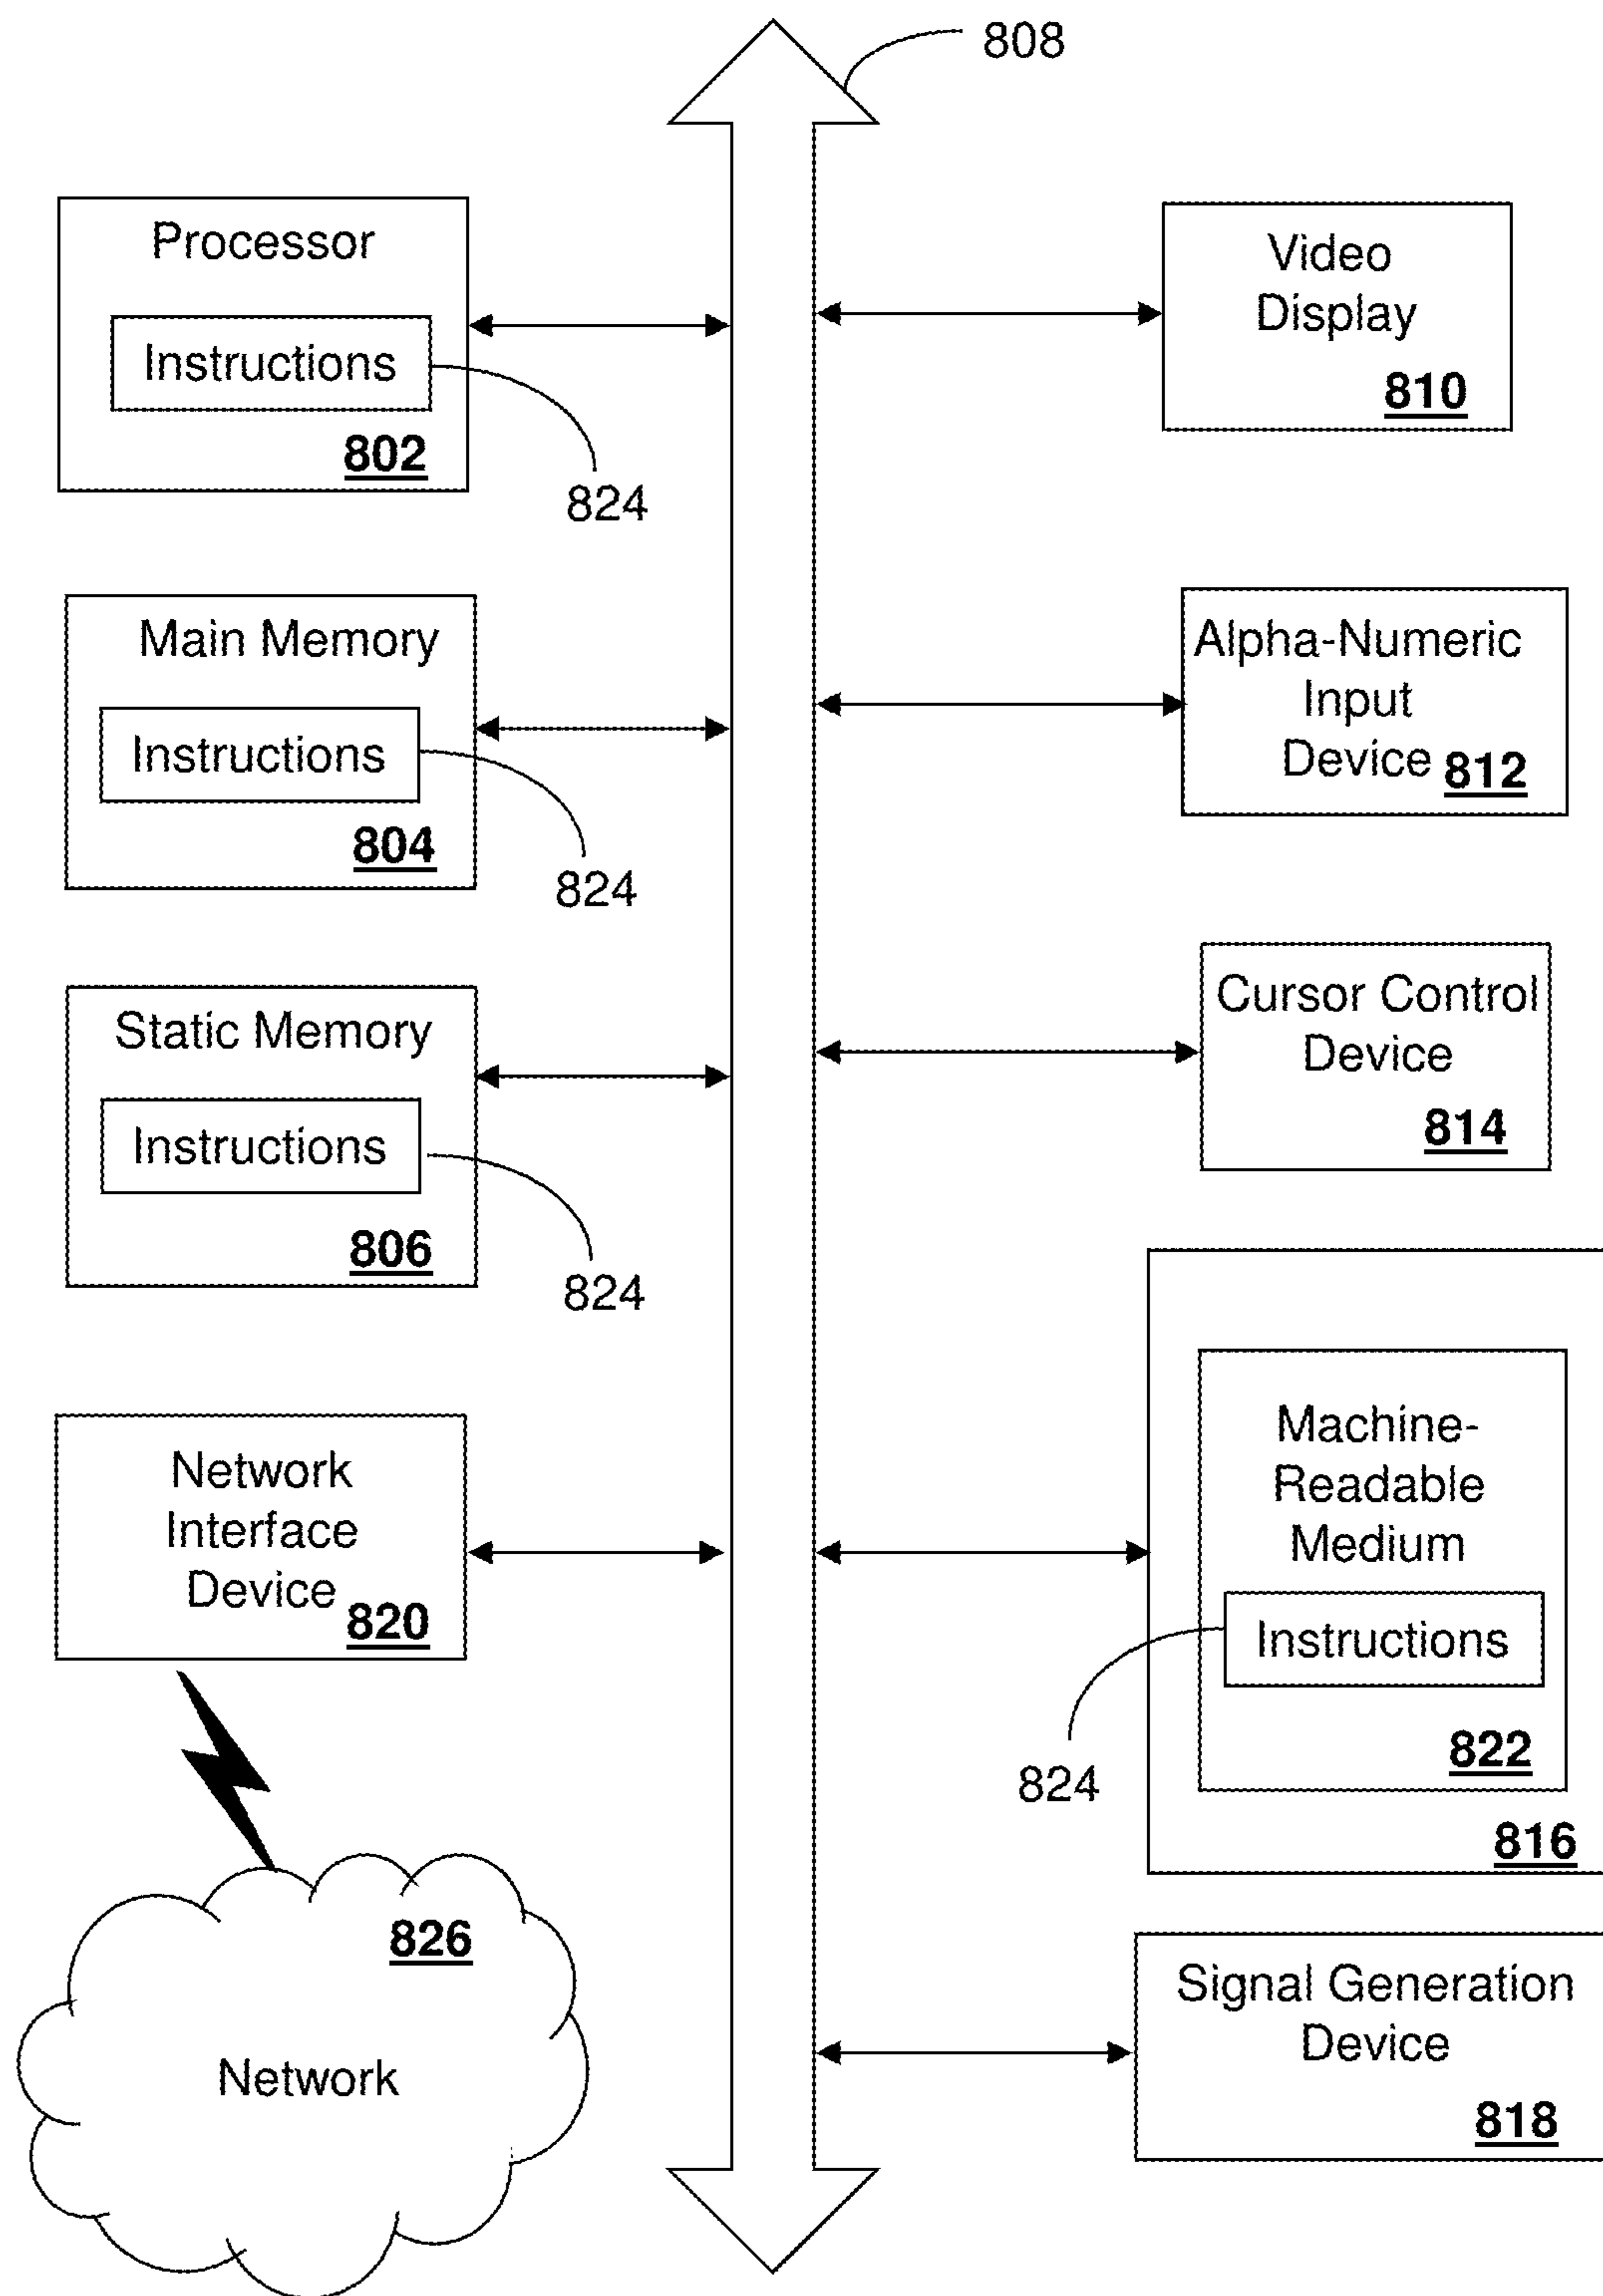 808
Processor
Instructions
802
824
Main Memory
Instructions
804
824
Static Memory
Instructions
806
824
Network
Interface
Device
820
826
Network
Video
Display
810
Alpha-Numeric
Input
Device 812
Cursor Control
Device
814
Machine-
Readable
Medium
Instructions
822
824
816
Signal Generation
Device
818